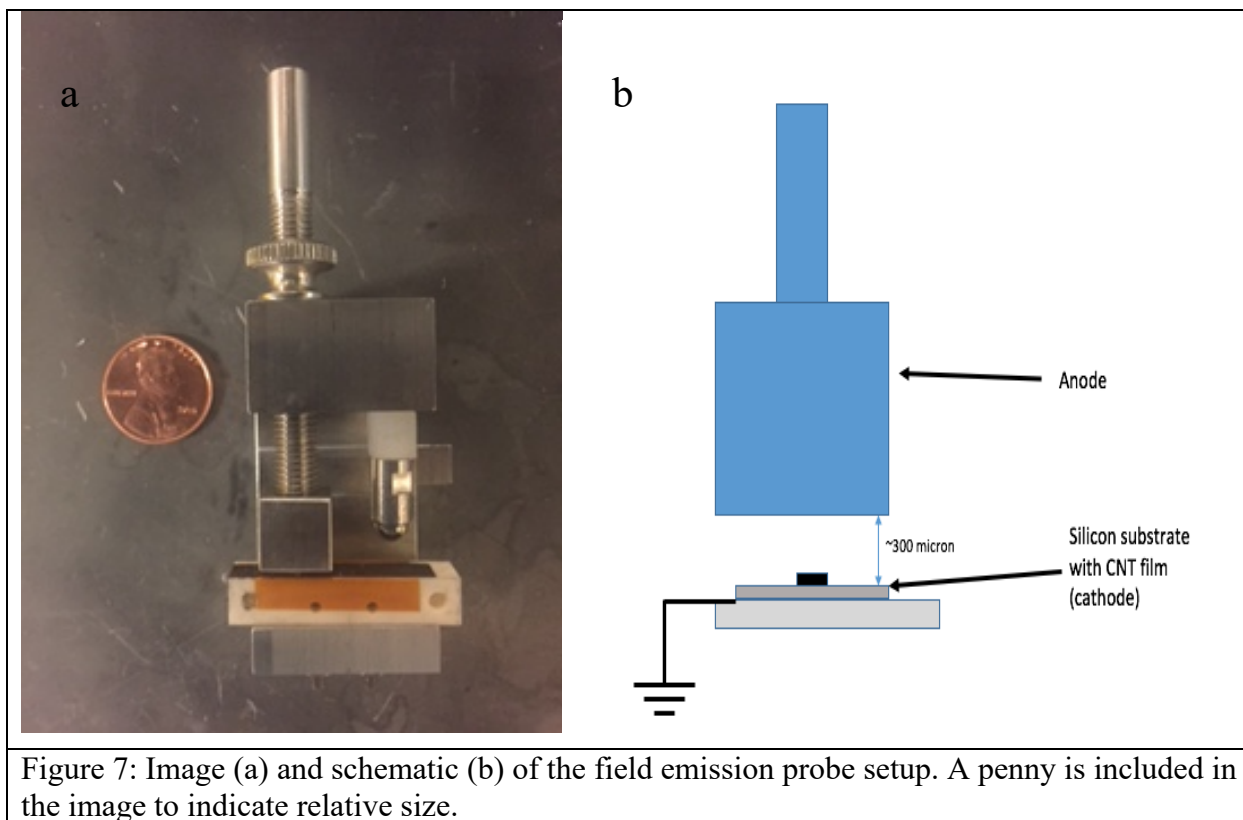 a
b
Anode
~300 micron
Silicon substrate
with CNT film
(cathode)
Figure 7: Image (a) and schematic (b) of the field emission probe setup. A penny is included in
the image to indicate relative size.